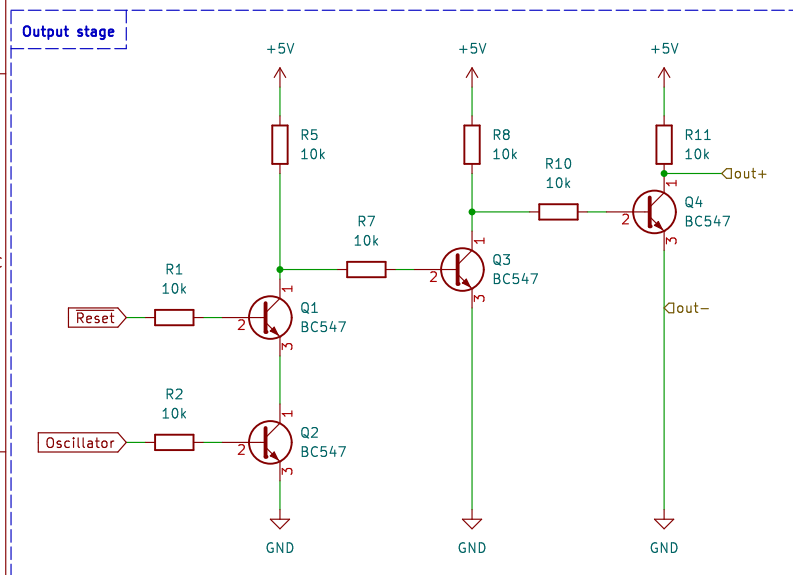 Output stage
+5V
+5V
+5V
R5
10k
R8
10k
R11
10k
R10
10k
out+
1
Q4
BC547
2
3
R7
10k
1
Q3
BC547
2
3
R1
10k
1
Q1
BC547
Reset
2
3
out-
R2
10k
1
Q2
BC547
Oscillator
2
3
GND
GND
GND